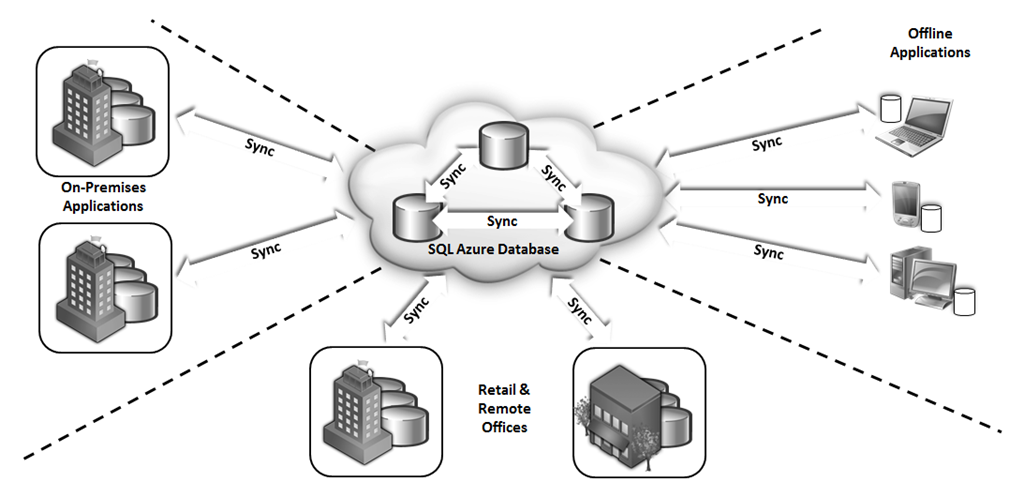 Offline
Applications
Sync
Sync
Sync
Sync
On-Premises
Applications
Sync
Sync
Sync
SQL Azure Database
Sync
Sync
Sync
Sync
Retail &
Remote
Offices